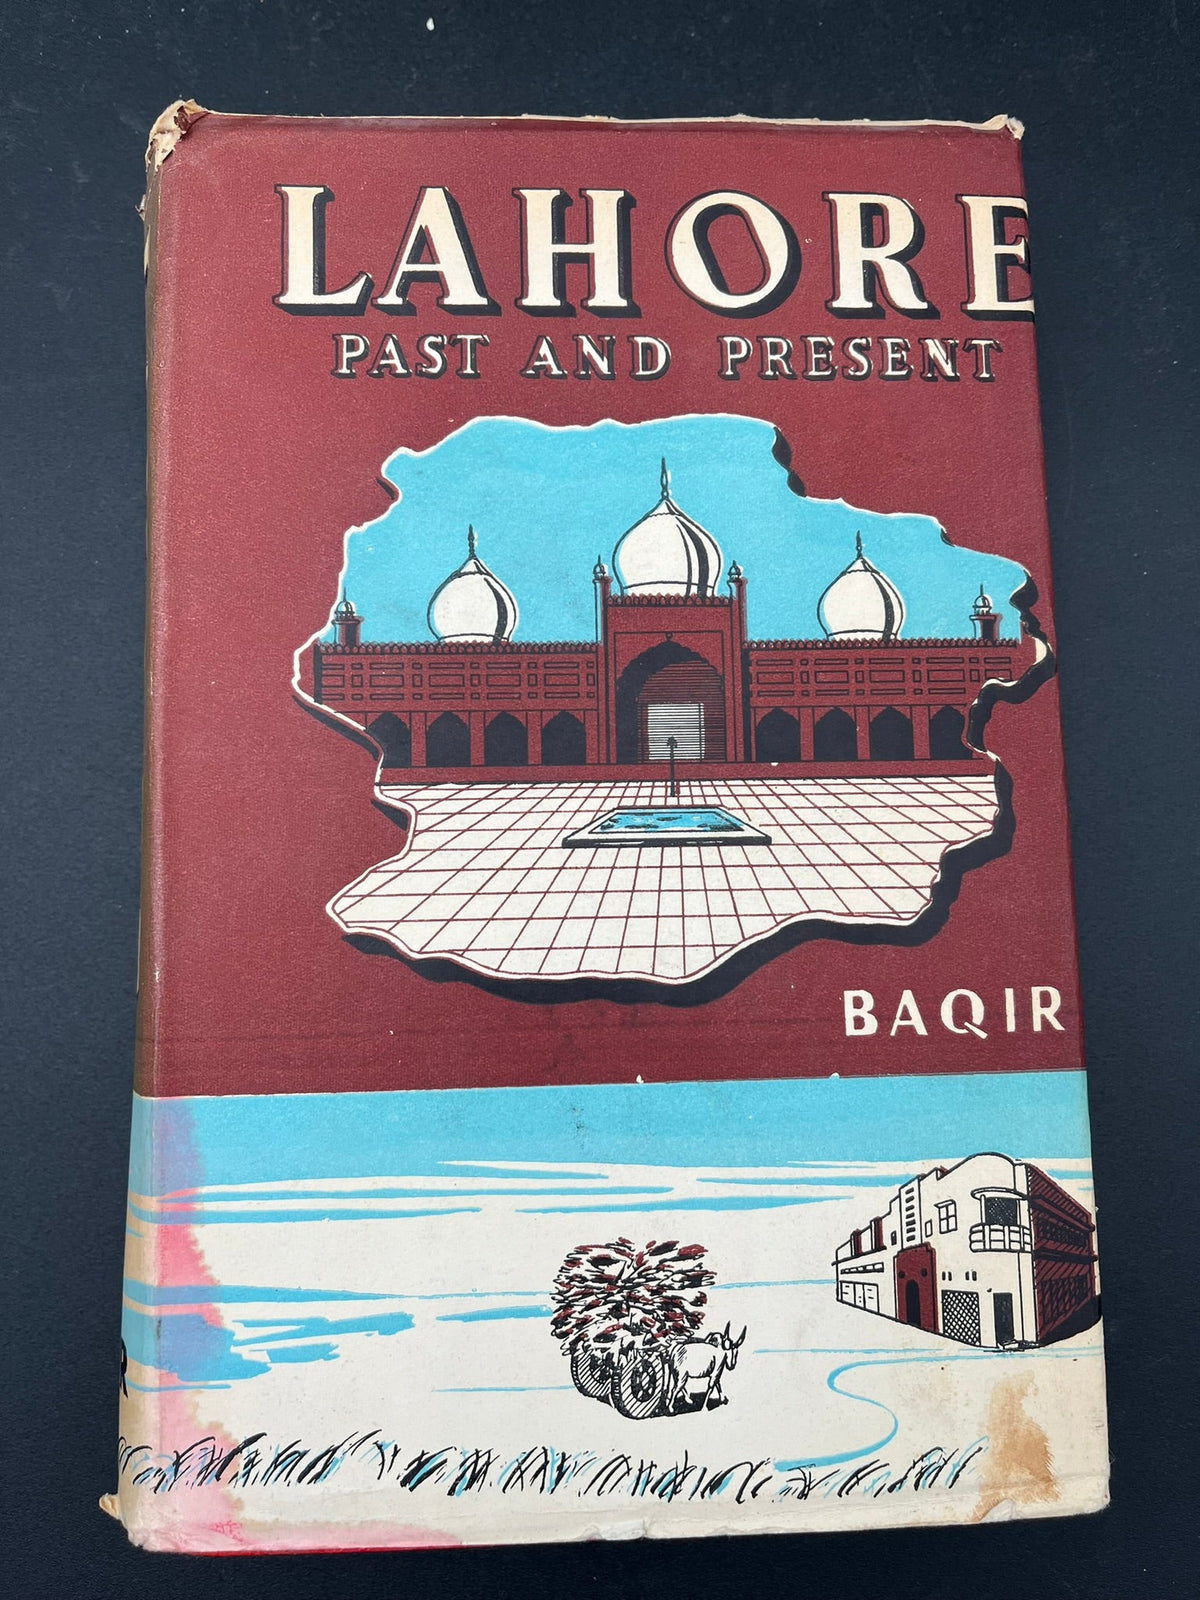 LAHORE
PAST AND PRESENT
BAQIR
R